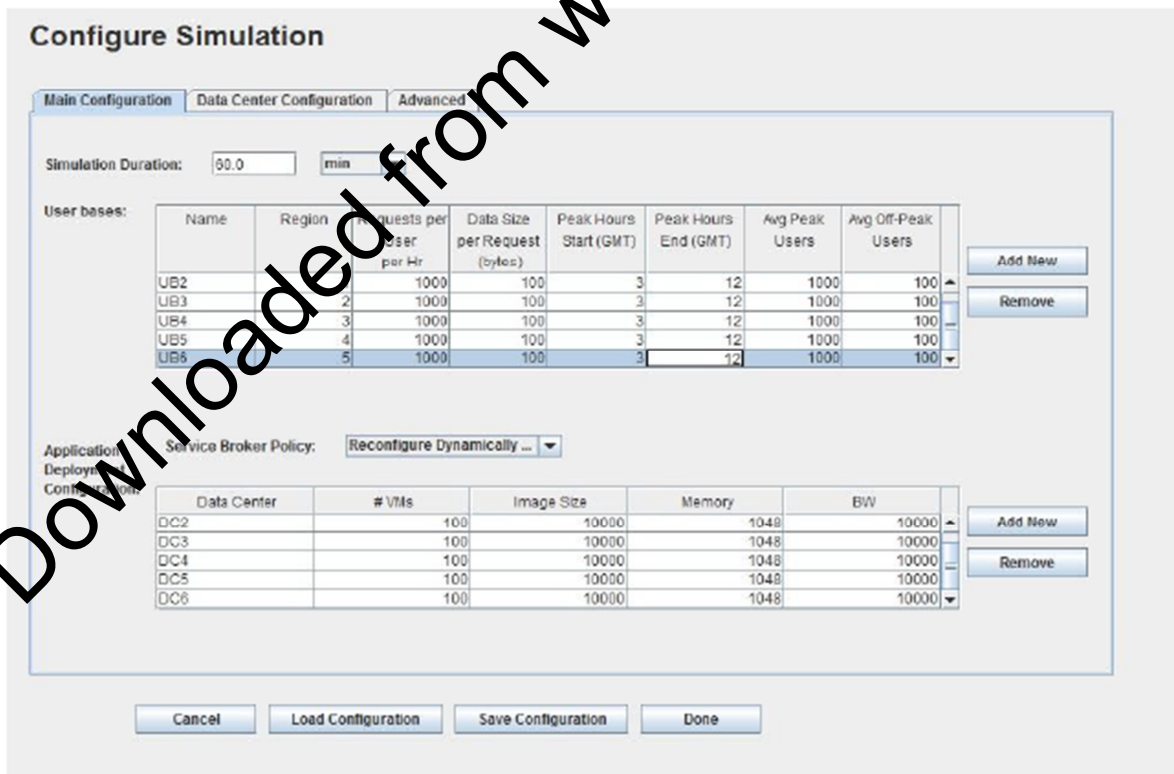 Configure Simulation
Main Configuration Data Center Configuration Advanced
Simulation Duration: 60.0 min
User bases:
Name Region Requests per User per Hr Data Size per Request (bytes) Peak Hours Start (GMT) Peak Hours End (GMT) Avg Peak Users Avg Off-Peak Users
UB2 1000 100 3 12 1000 100
UB3 2 1000 100 3 12 1000 100
UB4 3 1000 100 3 12 1000 100
UB5 4 1000 100 3 12 1000 100
UB6 5 1000 100 3 12 1000 100
Add New
Remove
Application Deployment Configuration:
Service Broker Policy: Reconfigure Dynamically ...
Data Center # VMs Image Size Memory BW
DC2 100 10000 1048 10000
DC3 100 10000 1048 10000
DC4 100 10000 1048 10000
DC5 100 10000 1048 10000
DC6 100 10000 1048 10000
Add New
Remove
Cancel Load Configuration Save Configuration Done
Downloaded from w